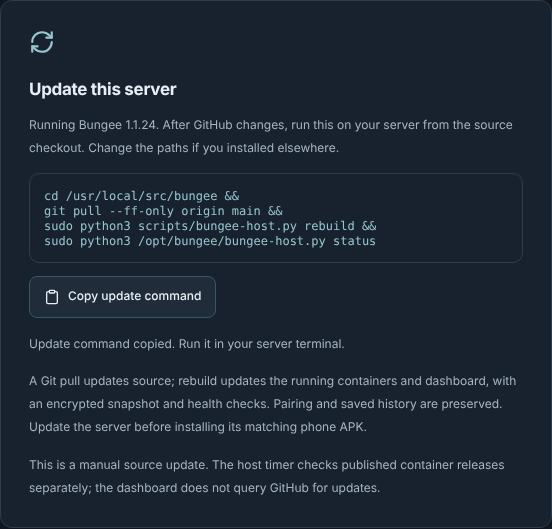 Update this server
Running Bungee 1.1.24. After GitHub changes, run this on your server from the source
checkout. Change the paths if you installed elsewhere.
cd /usr/local/src/bungee &&
git pull --ff-only origin main &&
sudo python3 scripts/bungee-host.py rebuild &&
sudo python3 /opt/bungee/bungee-host.py status
Copy update command
Update command copied. Run it in your server terminal.
A Git pull updates source; rebuild updates the running containers and dashboard, with
an encrypted snapshot and health checks. Pairing and saved history are preserved.
Update the server before installing its matching phone APK.
This is a manual source update. The host timer checks published container releases
separately; the dashboard does not query GitHub for updates.